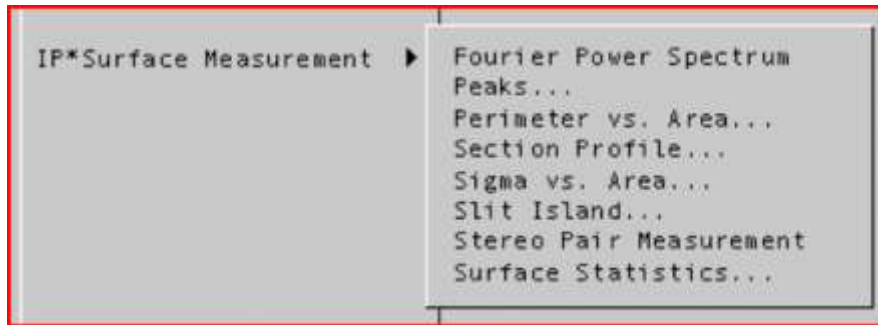 IP*Surface Measurement
Fourier Power Spectrum
Peaks...
Perimeter vs. Area...
Section Profile...
Sigma vs. Area...
Slit Island...
Stereo Pair Measurement
Surface Statistics...